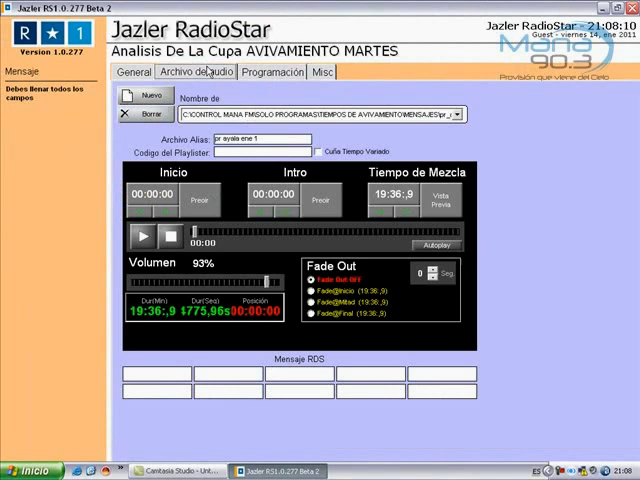 Jazler RS1.0.277 Beta 2
R★1
Version 1.0.277
Jazler RadioStar
Jazler RadioStar - 21:08:10
Guest - viernes 14, ene 2011
Analisis De La Cuρa AVIVAMIENTO MARTES
Maná
90.3
Provisión que viene del Cielo
Mensaje
Debes llenar todos los
campos
General
Archivo de audio
Programación
Misc
Nuevo
Borrar
Nombre de
C:\CONTROL MANA FM\SOLO PROGRAMAS\TIEMPOS DE AVIVAMIENTO\MENSAJES\pr_
Archivo Alias:
pr ayala ene 1
Codigo del Playlister:
Cuña Tiempo Variado
Inicio
Intro
Tiempo de Mezcla
00:00:00
Preoir
00:00:00
Preoir
19:36:,9
Vista
Previa
00:00
Autoplay
Volumen 93%
Dur(Min) Dur(Seg) Posición
19:36:,9
00:00:00
Fade Out
0 Seg.
Fade Out OFF
Fade@Inicio (19:36:,9)
Fade@Mitad (19:36:,9)
Fade@Final (19:36:,9)
Mensaje RDS
Inicio
Camtasia Studio - Unt...
Jazler RS1.0.277 Beta 2
ES
21:08